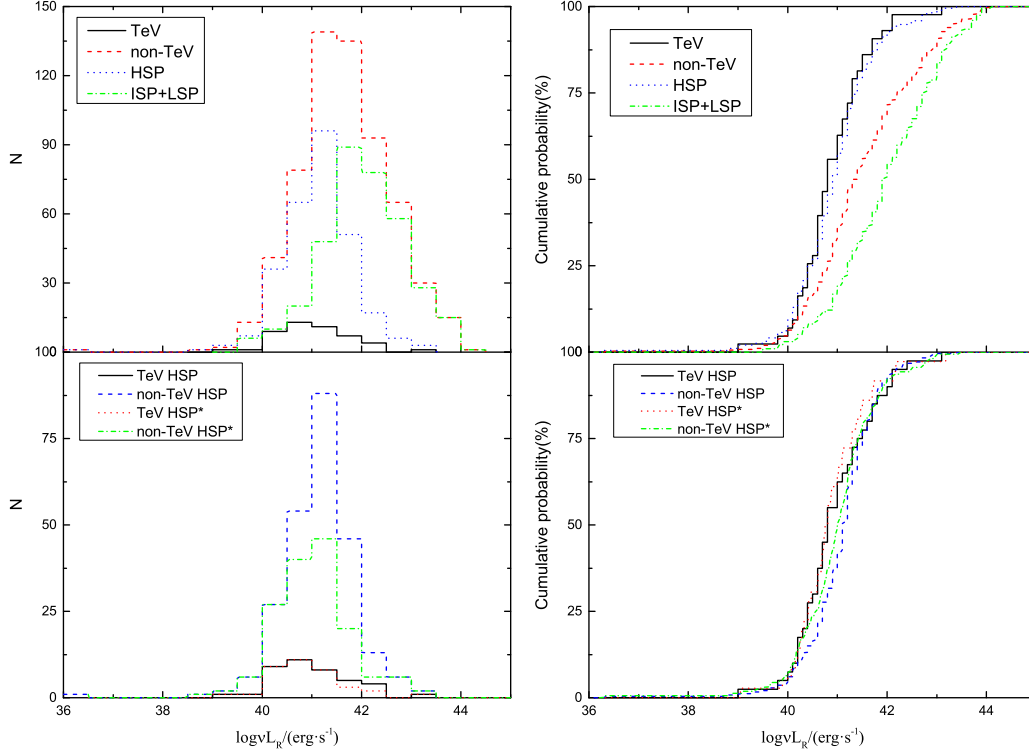 150
120
90
60
30
100
N
TeV
non-TeV
HSP
ISP+LSP
100
75
50
25
0
Cumulative probability(%)
TeV
non-TeV
HSP
ISP+LSP
75
50
25
0
N
TeV HSP
non-TeV HSP
TeV HSP*
non-TeV HSP*
36
38
40
42
44
logνL_R/(erg·s⁻¹)
100
75
50
25
0
Cumulative probability(%)
TeV HSP
non-TeV HSP
TeV HSP*
non-TeV HSP*
36
38
40
42
44
logνL_R/(erg·s⁻¹)